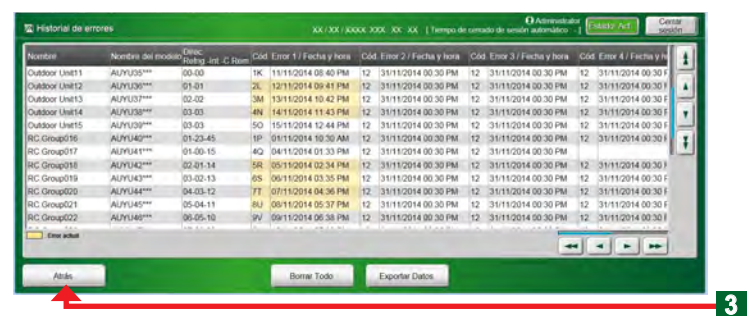 Historial de errores XX/XX/XXXX XXX XX XX [Tiempo de cerrado de sesión automático -] Administrator Estado Act. Cerrar sesión
Nombre Nombre del modelo Direc. Refrig.-Int.-C Rem Cód. Error 1 / Fecha y hora Cód. Error 2 / Fecha y hora Cód. Error 3 / Fecha y hora Cód. Error 4 / Fecha y h
Outdoor Unit11 AUYU35*** 00-00 1K 11/11/2014 08:40 PM 12 31/11/2014 00:30 PM 12 31/11/2014 00:30 PM 12 31/11/2014 00:30 F
Outdoor Unit12 AUYU36*** 01-01 2L 12/11/2014 09:41 PM 12 31/11/2014 00:30 PM 12 31/11/2014 00:30 PM 12 31/11/2014 00:30 F
Outdoor Unit13 AUYU37*** 02-02 3M 13/11/2014 10:42 PM 12 31/11/2014 00:30 PM 12 31/11/2014 00:30 PM 12 31/11/2014 00:30 F
Outdoor Unit14 AUYU38*** 03-03 4N 14/11/2014 11:43 PM 12 31/11/2014 00:30 PM 12 31/11/2014 00:30 PM 12 31/11/2014 00:30 F
Outdoor Unit15 AUYU39*** 03-03 5O 15/11/2014 12:44 PM 12 31/11/2014 00:30 PM 12 31/11/2014 00:30 PM 12 31/11/2014 00:30 F
RC Group016 AUYU40*** 01-23-45 1P 01/11/2014 10:30 AM 12 31/11/2014 00:30 PM 12 31/11/2014 00:30 PM 12 31/11/2014 00:30 F
RC Group017 AUYU41*** 01-00-15 4Q 04/11/2014 01:33 PM 12 31/11/2014 00:30 PM 12 31/11/2014 00:30 PM
RC Group018 AUYU42*** 02-01-14 5R 05/11/2014 02:34 PM 12 31/11/2014 00:30 PM 12 31/11/2014 00:30 PM 12 31/11/2014 00:30 F
RC Group019 AUYU43*** 03-02-13 6S 06/11/2014 03:35 PM 12 31/11/2014 00:30 PM 12 31/11/2014 00:30 PM 12 31/11/2014 00:30 F
RC Group020 AUYU44*** 04-03-12 7T 07/11/2014 04:36 PM 12 31/11/2014 00:30 PM 12 31/11/2014 00:30 PM 12 31/11/2014 00:30 F
RC Group021 AUYU45*** 05-04-11 8U 08/11/2014 05:37 PM 12 31/11/2014 00:30 PM 12 31/11/2014 00:30 PM 12 31/11/2014 00:30 F
RC Group022 AUYU46*** 06-05-10 9V 09/11/2014 06:38 PM 12 31/11/2014 00:30 PM 12 31/11/2014 00:30 PM 12 31/11/2014 00:30 F
Error actual
Atrás Borrar Todo Exportar Datos
3